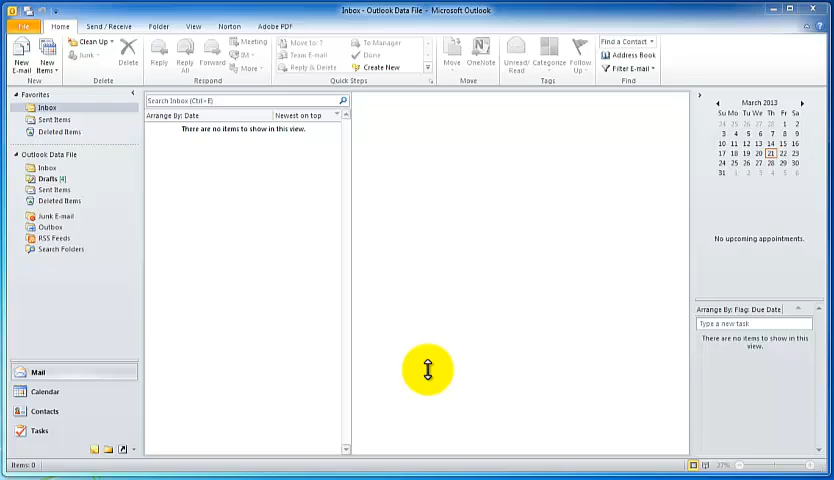 Inbox - Outlook Data File - Microsoft Outlook
File Home Send / Receive Folder View Norton Adobe PDF
New E-mail
New Items
Clean Up
Junk
Delete
Reply
Reply All
Forward
Meeting
IM
More
Move to: ?
Team E-mail
Reply & Delete
To Manager
Done
Create New
Move
OneNote
Unread/ Read
Categorize
Follow Up
Find a Contact
Address Book
Filter E-mail
New Delete Respond Quick Steps Move Tags Find
Favorites
Inbox
Sent Items
Deleted Items
Outlook Data File
Inbox
Drafts [4]
Sent Items
Deleted Items
Junk E-mail
Outbox
RSS Feeds
Search Folders
Mail
Calendar
Contacts
Tasks
Items: 0
Search Inbox (Ctrl+E)
Arrange By: Date Newest on top
There are no items to show in this view.
March 2013
Su Mo Tu We Th Fr Sa
24 25 26 27 28 1 2
3 4 5 6 7 8 9
10 11 12 13 14 15 16
17 18 19 20 21 22 23
24 25 26 27 28 29 30
31 1 2 3 4 5 6
No upcoming appointments.
Arrange By: Flag: Due Date
Type a new task
There are no items to show in this
view.
37%